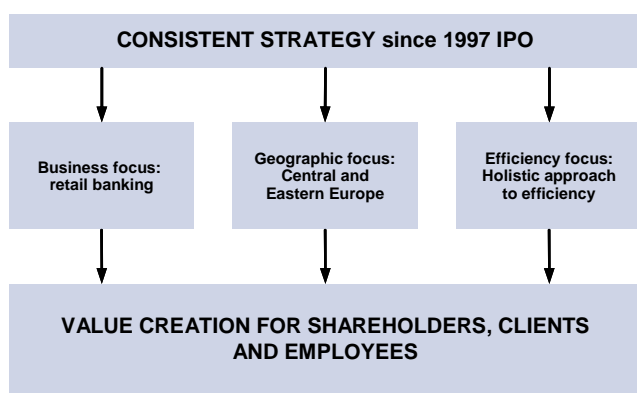 CONSISTENT STRATEGY since 1997 IPO
Business focus:
retail banking
Geographic focus:
Central and
Eastern Europe
Efficiency focus:
Holistic approach
to efficiency
VALUE CREATION FOR SHAREHOLDERS, CLIENTS
AND EMPLOYEES